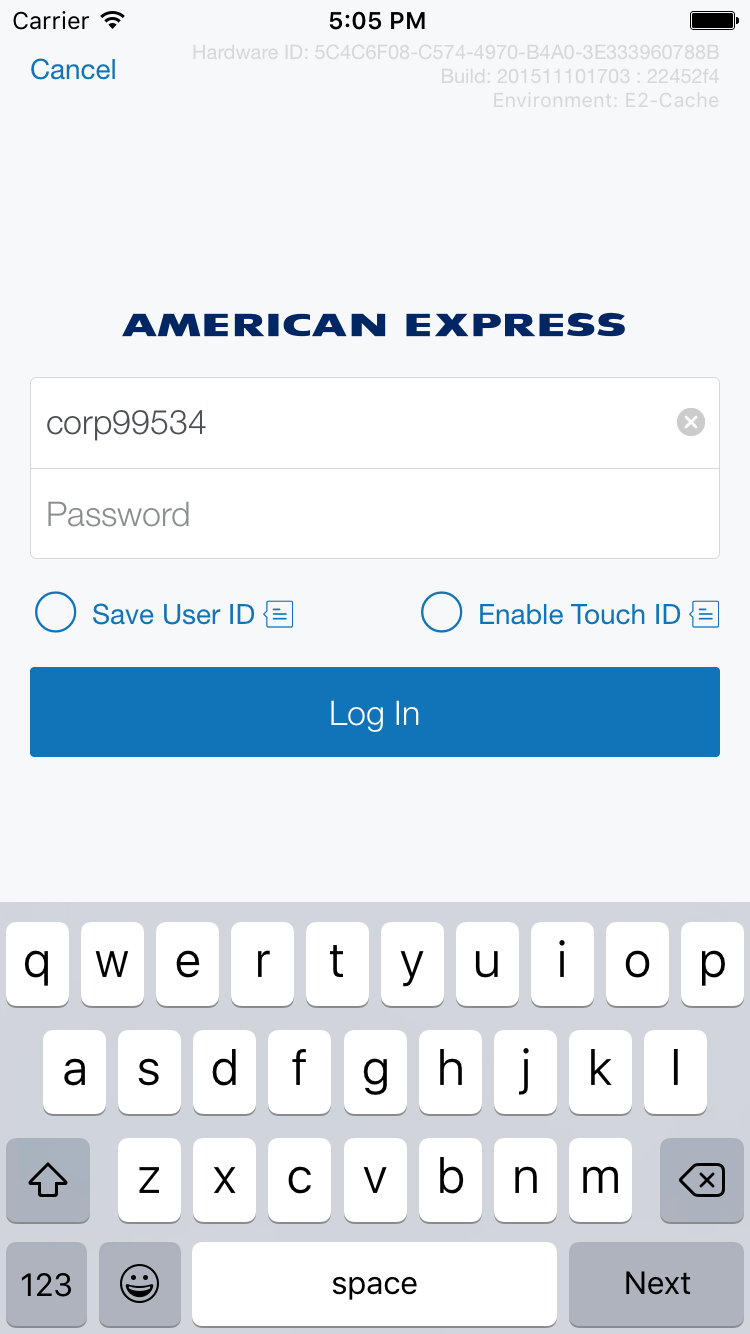 Carrier 5:05 PM
Hardware ID: 5C4C6F08-C574-4970-B4A0-3E333960788B
Cancel
Build: 201511101703 : 22452f4
Environment: E2-Cache
AMERICAN EXPRESS
corp99534
Password
Save User ID Enable Touch ID
Log In
q w e r t y u i o p
a s d f g h j k l
z x c v b n m
123 space Next